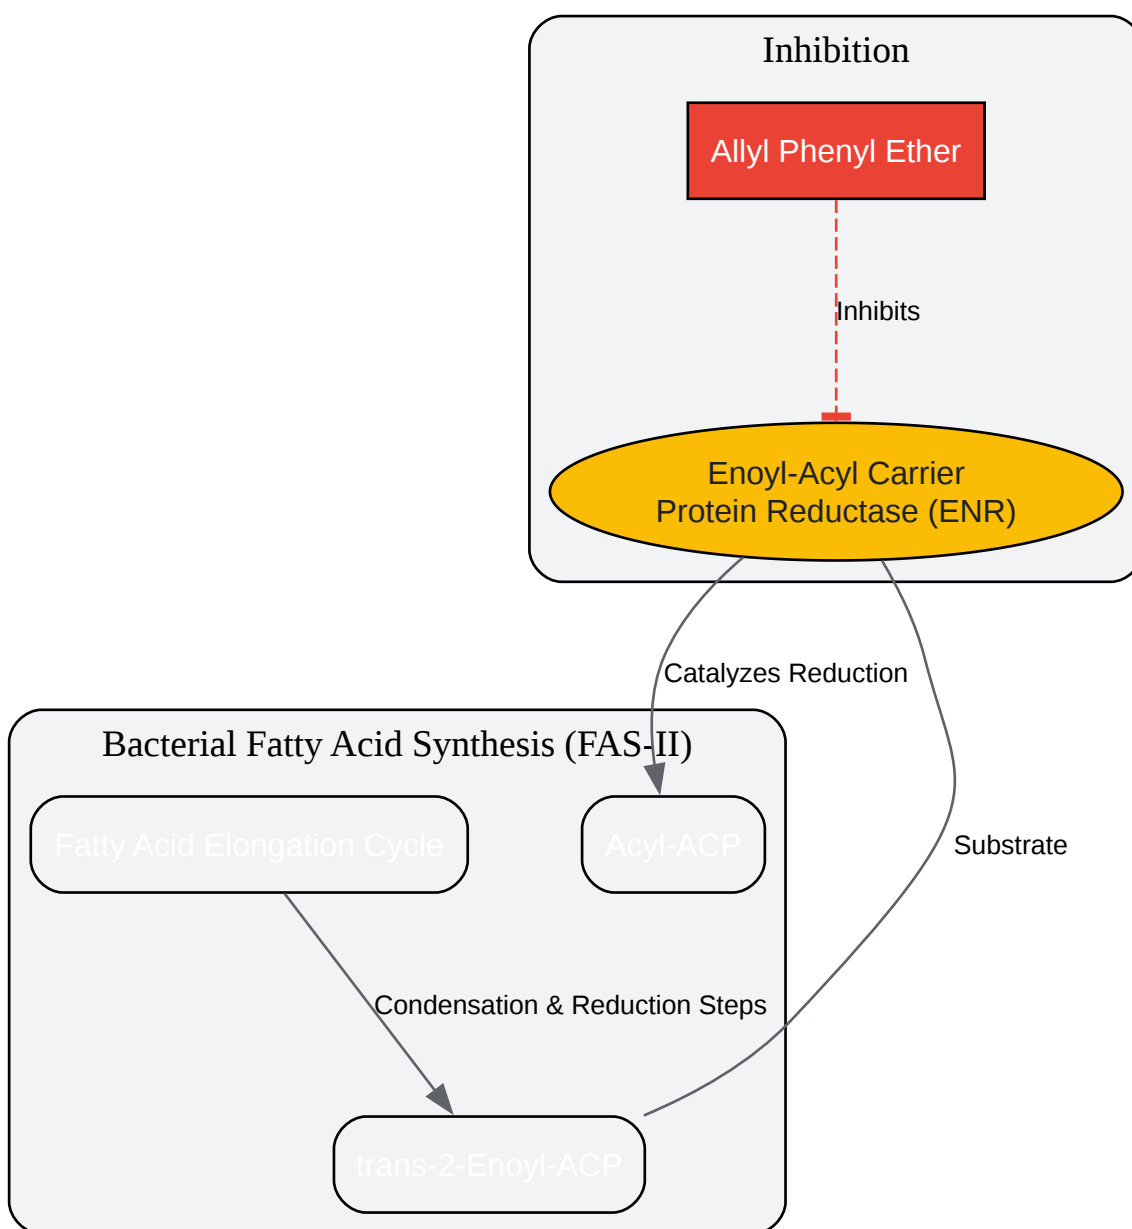 Inhibition
Allyl Phenyl Ether
Inhibits
Enoyl-Acyl Carrier
Protein Reductase (ENR)
Catalyzes Reduction
Bacterial Fatty Acid Synthesis (FAS-II)
Fatty Acid Elongation Cycle
Acyl-ACP
Substrate
Condensation & Reduction Steps
trans-2-Enoyl-ACP